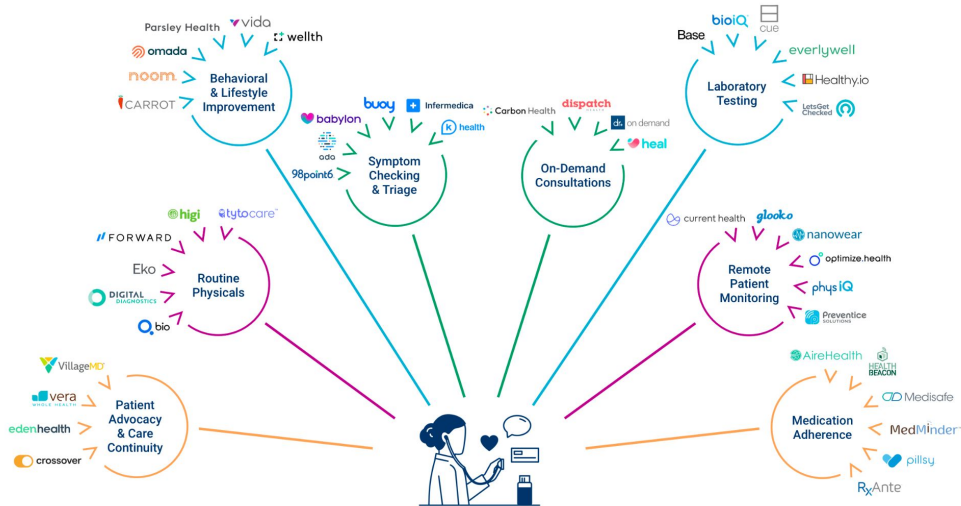 Parsley Health
vida
wellth
omada
noom
CARROT
Behavioral
& Lifestyle
Improvement
buoy
Infermedica
babylon
K health
ada
98point6
Symptom
Checking
& Triage
Carbon Health
dispatch
HEALTH
dr. on demand
heal
On-Demand
Consultations
bioiQ
cue
Base
everlywell
Healthy.io
LetsGet
Checked
Laboratory
Testing
higi
tytocare™
FORWARD
Eko
DIGITAL
DIAGNOSTICS
Q.bio
Routine
Physicals
current health
glooko
nanowear
optimize.health
physIQ
Preventice
SOLUTIONS
Remote
Patient
Monitoring
VillageMD
vera
WHOLE HEALTH
edenhealth
crossover
Patient
Advocacy
& Care
Continuity
AireHealth
HEALTH
BEACON
Medisafe
MedMinder
pillsy
RxAnte
Medication
Adherence